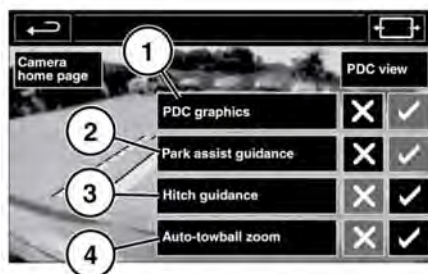 Camera
home page
1
PDC view
PDC graphics
2
Park assist guidance
3
Hitch guidance
4
Auto-towball zoom